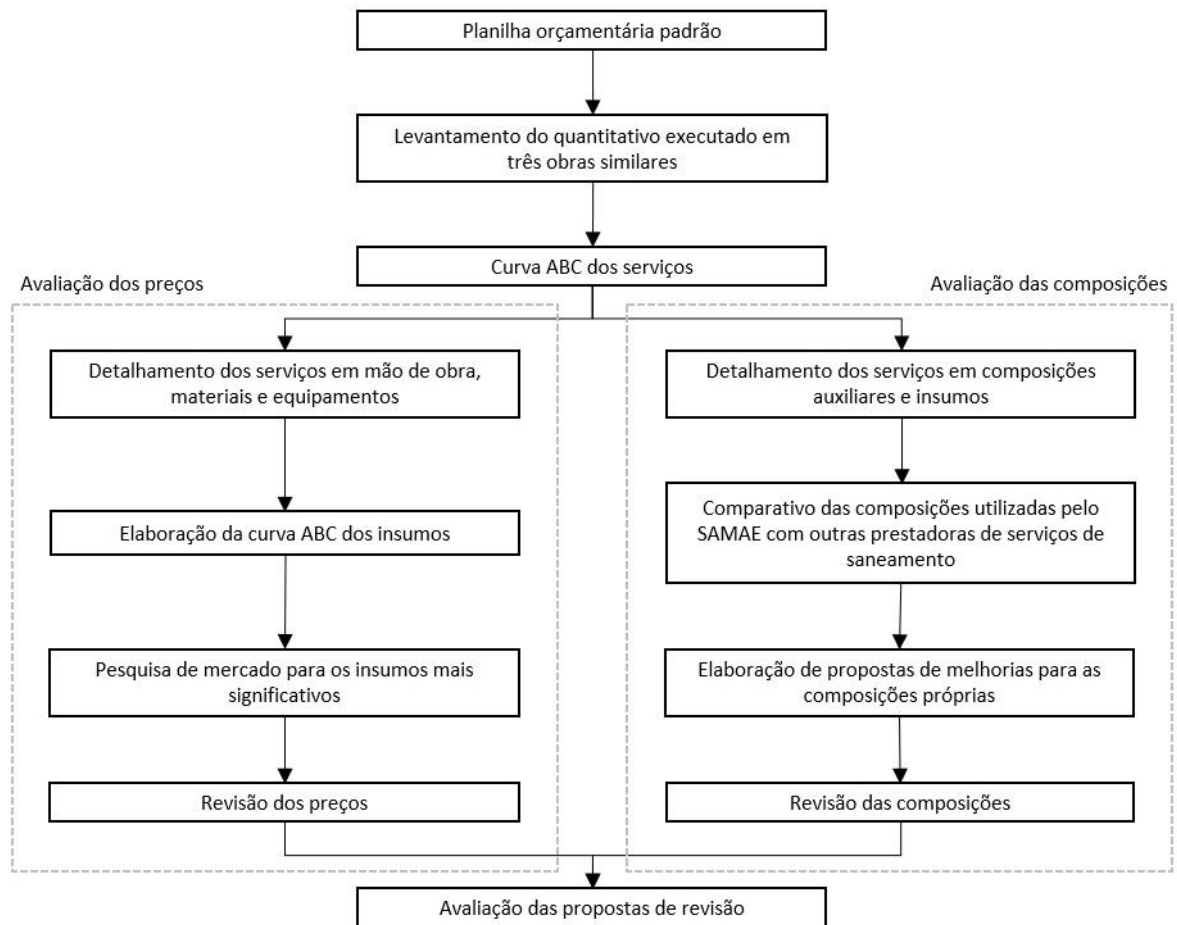 Planilha orçamentária padrão
Levantamento do quantitativo executado em
três obras similares
Curva ABC dos serviços
Avaliação dos preços
Detalhamento dos serviços em mão de obra,
materiais e equipamentos
Elaboração da curva ABC dos insumos
Pesquisa de mercado para os insumos mais
significativos
Revisão dos preços
Avaliação das composições
Detalhamento dos serviços em composições
auxiliares e insumos
Comparativo das composições utilizadas pelo
SAMAE com outras prestadoras de serviços de
saneamento
Elaboração de propostas de melhorias para as
composições próprias
Revisão das composições
Avaliação das propostas de revisão